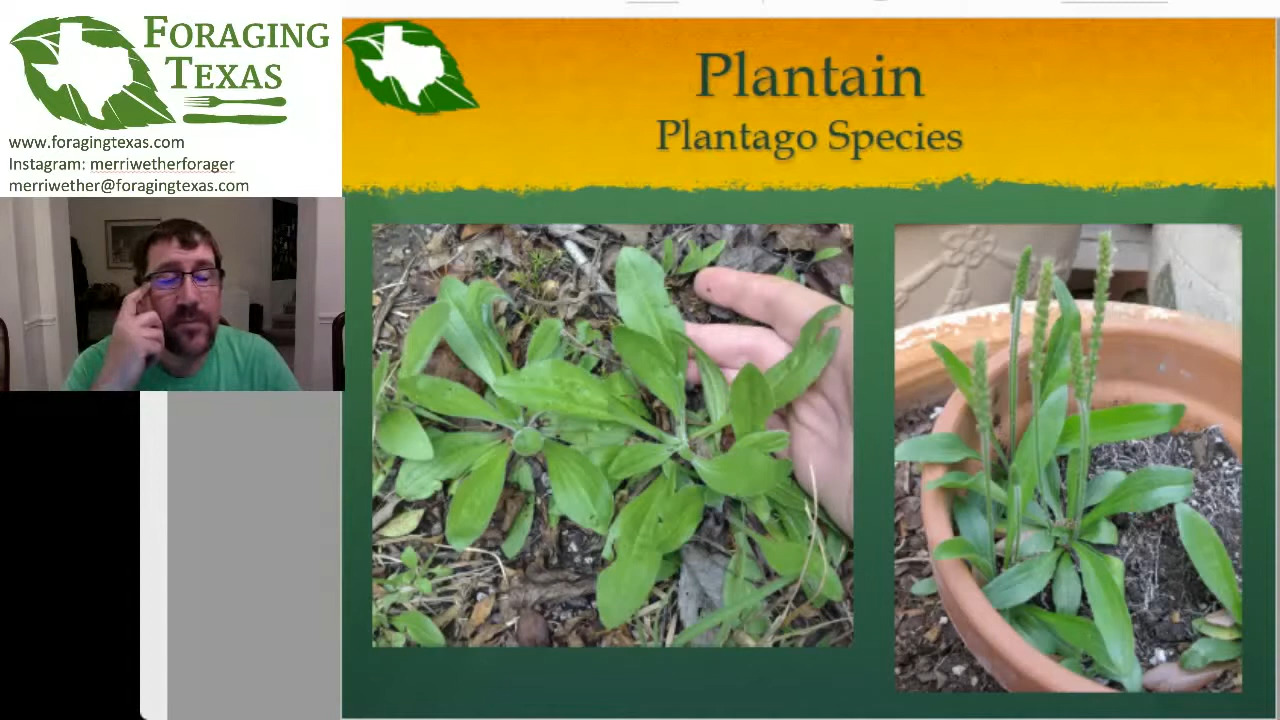 FORAGING
TEXAS
www.foragingtexas.com
Instagram: merriwetherforager
merriwether@foragingtexas.com
Plantain
Plantago Species